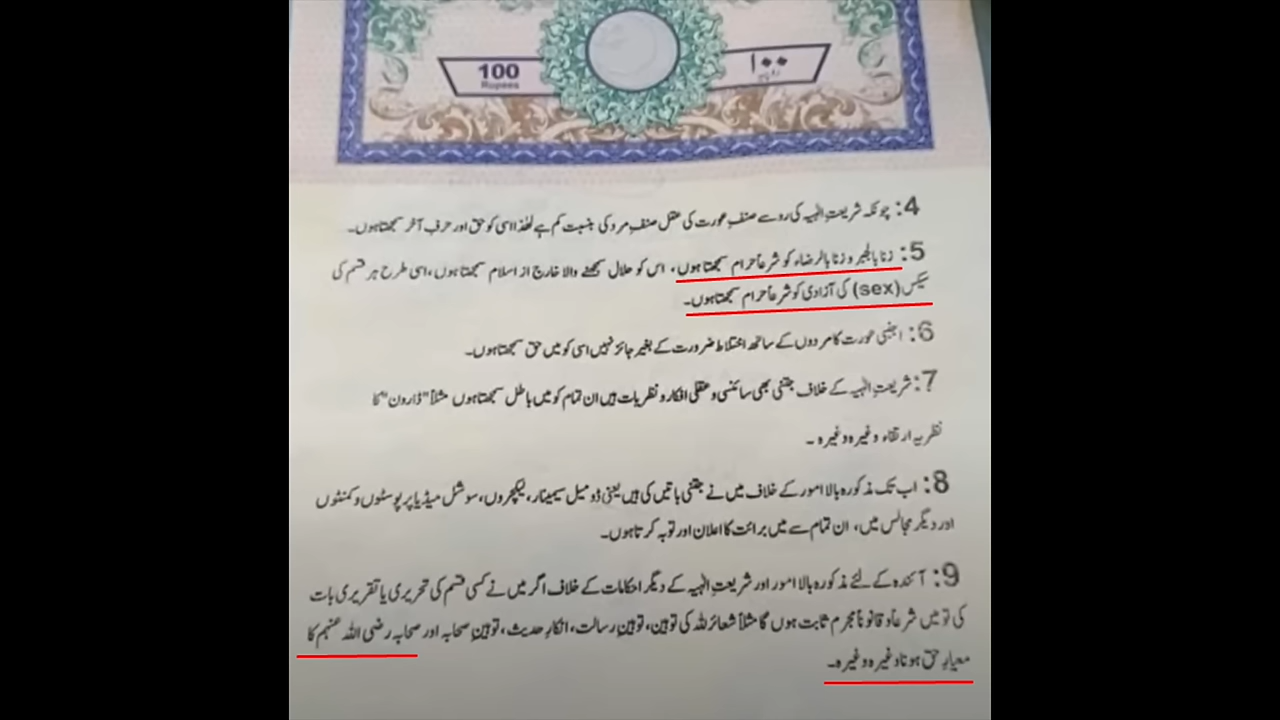 100
Rupees
۱۰۰
روپیہ
4: چونکہ شریعتِ الٰہیہ کی رو سے صنفِ عورت کی عقل صنفِ مرد کی بنسبت کم ہے لھٰذا اسی کو حق اور حرفِ آخر سمجھتا ہوں۔
5: زنا بالجبر و زنا بالرضاء کو شرعاً حرام سمجھتا ہوں، اس کو حلال سمجھنے والا خارج از اسلام سمجھتا ہوں، اسی طرح ہر قسم کی
سیکس (sex) کی آزادی کو شرعاً حرام سمجھتا ہوں۔
6: اجنبی عورت کا مردوں کے ساتھ اختلاط ضرورت کے بغیر جائز نہیں اسی کو میں حق سمجھتا ہوں۔
7: شریعتِ الٰہیہ کے خلاف جتنی بھی سائنسی و عقلی افکار و نظریات ہیں ان تمام کو میں باطل سمجھتا ہوں مثلاً "ڈارون" کا
نظریہ ارتقاء وغیرہ وغیرہ ۔
8: اب تک مذکورہ بالا امور کے خلاف میں نے جتنی باتیں کی ہیں یعنی ڈومیل سیمینار، لیکچروں، سوشل میڈیا پر پوسٹوں و کمنٹوں
اور دیگر مجالس میں، ان تمام سے میں برائت کا اعلان اور توبہ کرتا ہوں۔
9: آئندہ کے لئے مذکورہ بالا امور اور شریعتِ الٰہیہ کے دیگر احکامات کے خلاف اگر میں نے کسی قسم کی تحریری یا تقریری بات
کی تو میں شرعاً و قانوناً مجرم ثابت ہوں گا مثلاً شعائر اللہ کی توہین، توہینِ رسالت، انکارِ حدیث، توہینِ صحابہ اور صحابہ رضی اللہ عنہم کا
معیارِ حق ہونا وغیرہ وغیرہ۔